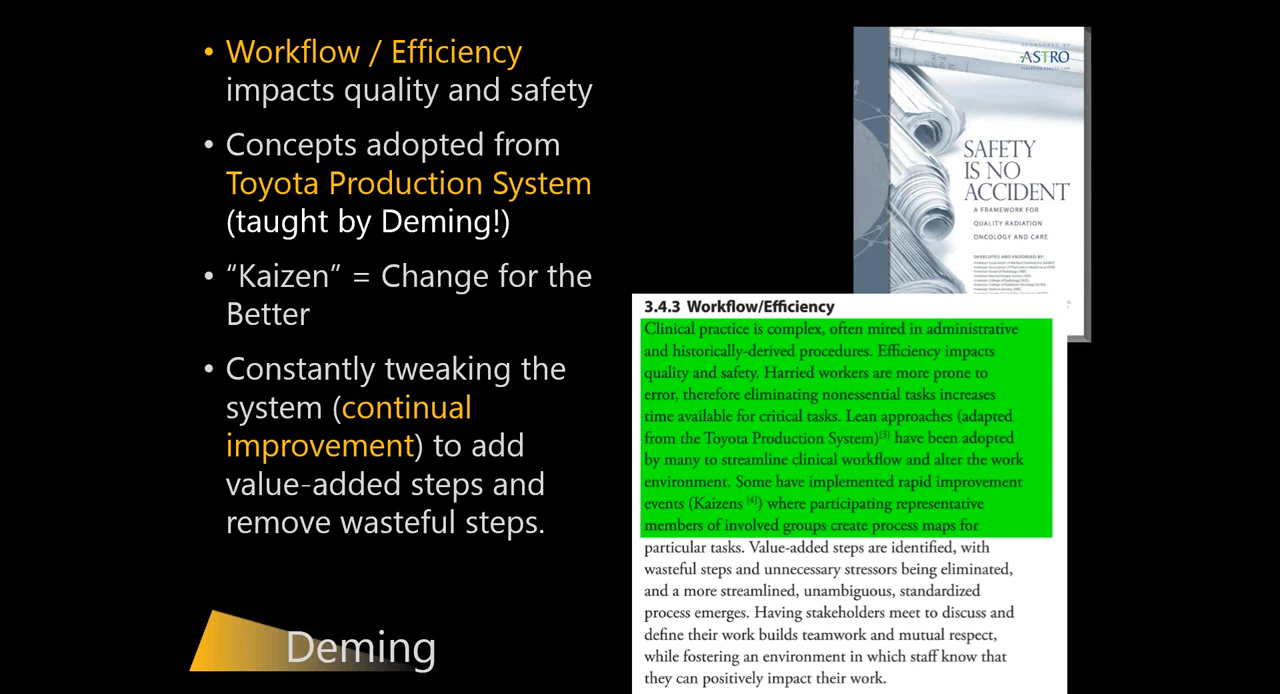 • Workflow / Efficiency
impacts quality and safety
• Concepts adopted from
Toyota Production System
(taught by Deming!)
• “Kaizen” = Change for the
Better
• Constantly tweaking the
system (continual
improvement) to add
value-added steps and
remove wasteful steps.
Deming
SPONSORED BY
ASTRO
SAFETY
IS NO
ACCIDENT
A FRAMEWORK FOR
QUALITY RADIATION
ONCOLOGY AND CARE
DEVELOPED AND ENDORSED BY:
3.4.3 Workflow/Efficiency
Clinical practice is complex, often mired in administrative
and historically-derived procedures. Efficiency impacts
quality and safety. Harried workers are more prone to
error, therefore eliminating nonessential tasks increases
time available for critical tasks. Lean approaches (adapted
from the Toyota Production System)[3] have been adopted
by many to streamline clinical workflow and alter the work
environment. Some have implemented rapid improvement
events (Kaizens [4]) where participating representative
members of involved groups create process maps for
particular tasks. Value-added steps are identified, with
wasteful steps and unnecessary stressors being eliminated,
and a more streamlined, unambiguous, standardized
process emerges. Having stakeholders meet to discuss and
define their work builds teamwork and mutual respect,
while fostering an environment in which staff know that
they can positively impact their work.